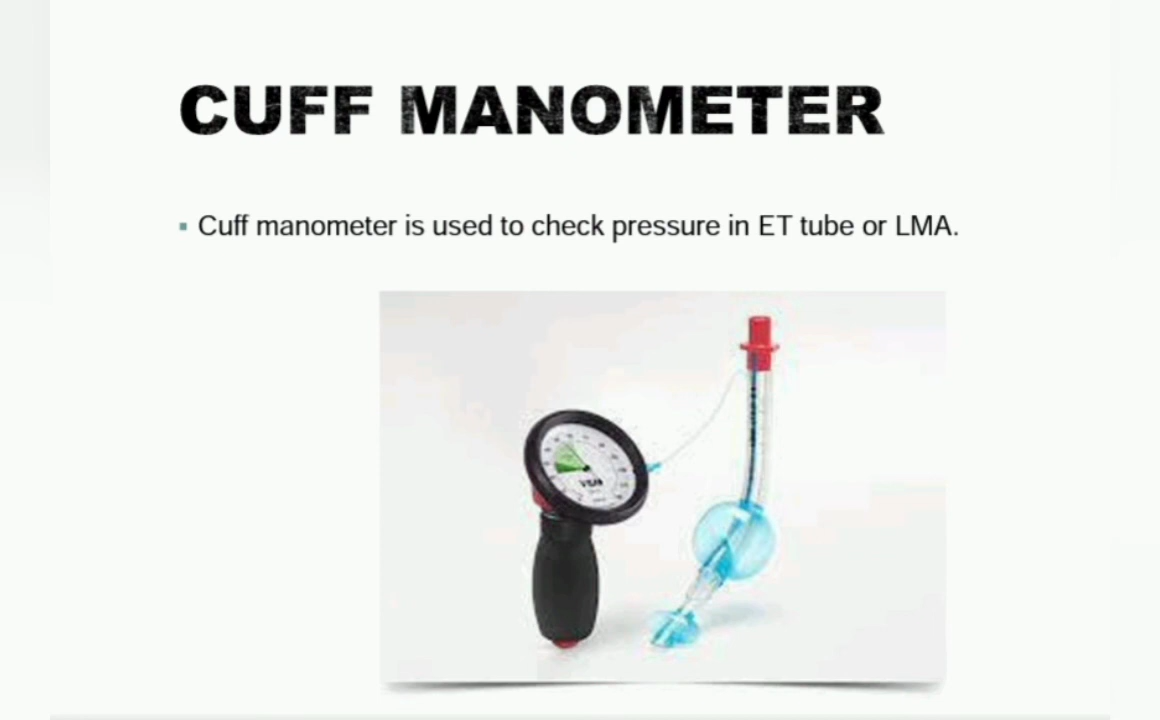 CUFF MANOMETER
Cuff manometer is used to check pressure in ET tube or LMA.